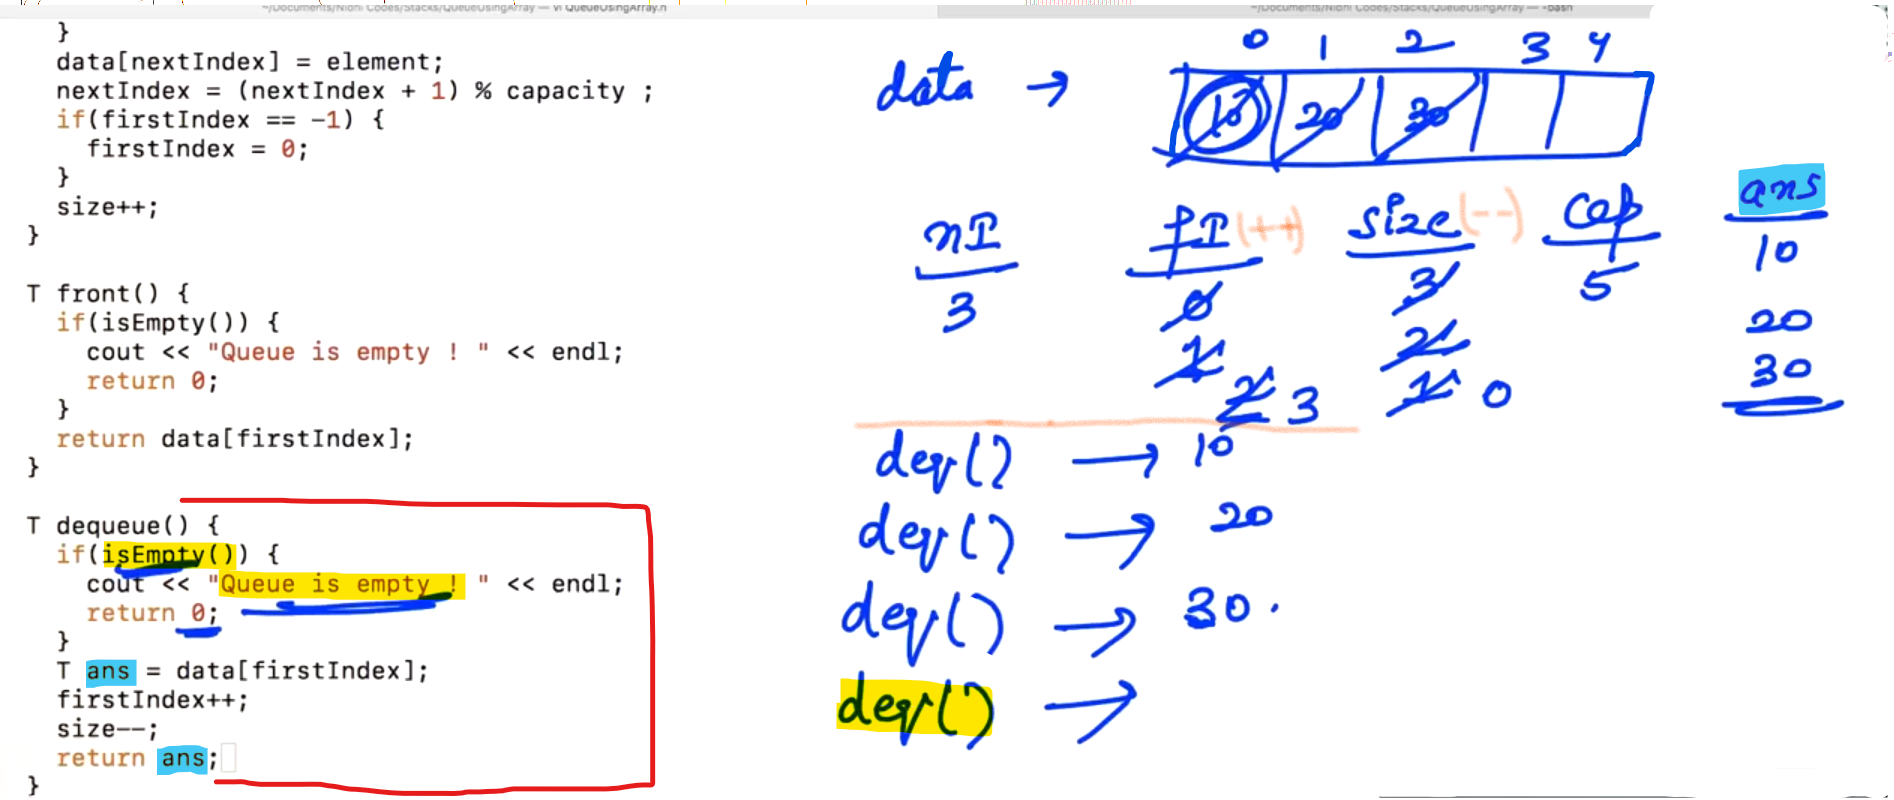 ~/Documents/Nidhi Codes/Stacks/QueueUsingArray — vi QueueUsingArray.h
~/Documents/Nidhi Codes/Stacks/QueueUsingArray — -bash
}
data[nextIndex] = element;
nextIndex = (nextIndex + 1) % capacity ;
if(firstIndex == -1) {
firstIndex = 0;
}
size++;
}
T front() {
if(isEmpty()) {
cout << "Queue is empty ! " << endl;
return 0;
}
return data[firstIndex];
}
T dequeue() {
if(isEmpty()) {
cout << "Queue is empty ! " << endl;
return 0;
}
T ans = data[firstIndex];
firstIndex++;
size--;
return ans;
}
0 1 2 3 4
data → 10 20 30
nI fI (++) size (--) cap ans
3 0 3 5 10
1 2 20
2 3 1 0 30
deq() → 10
deq() → 20
deq() → 30.
deq() →